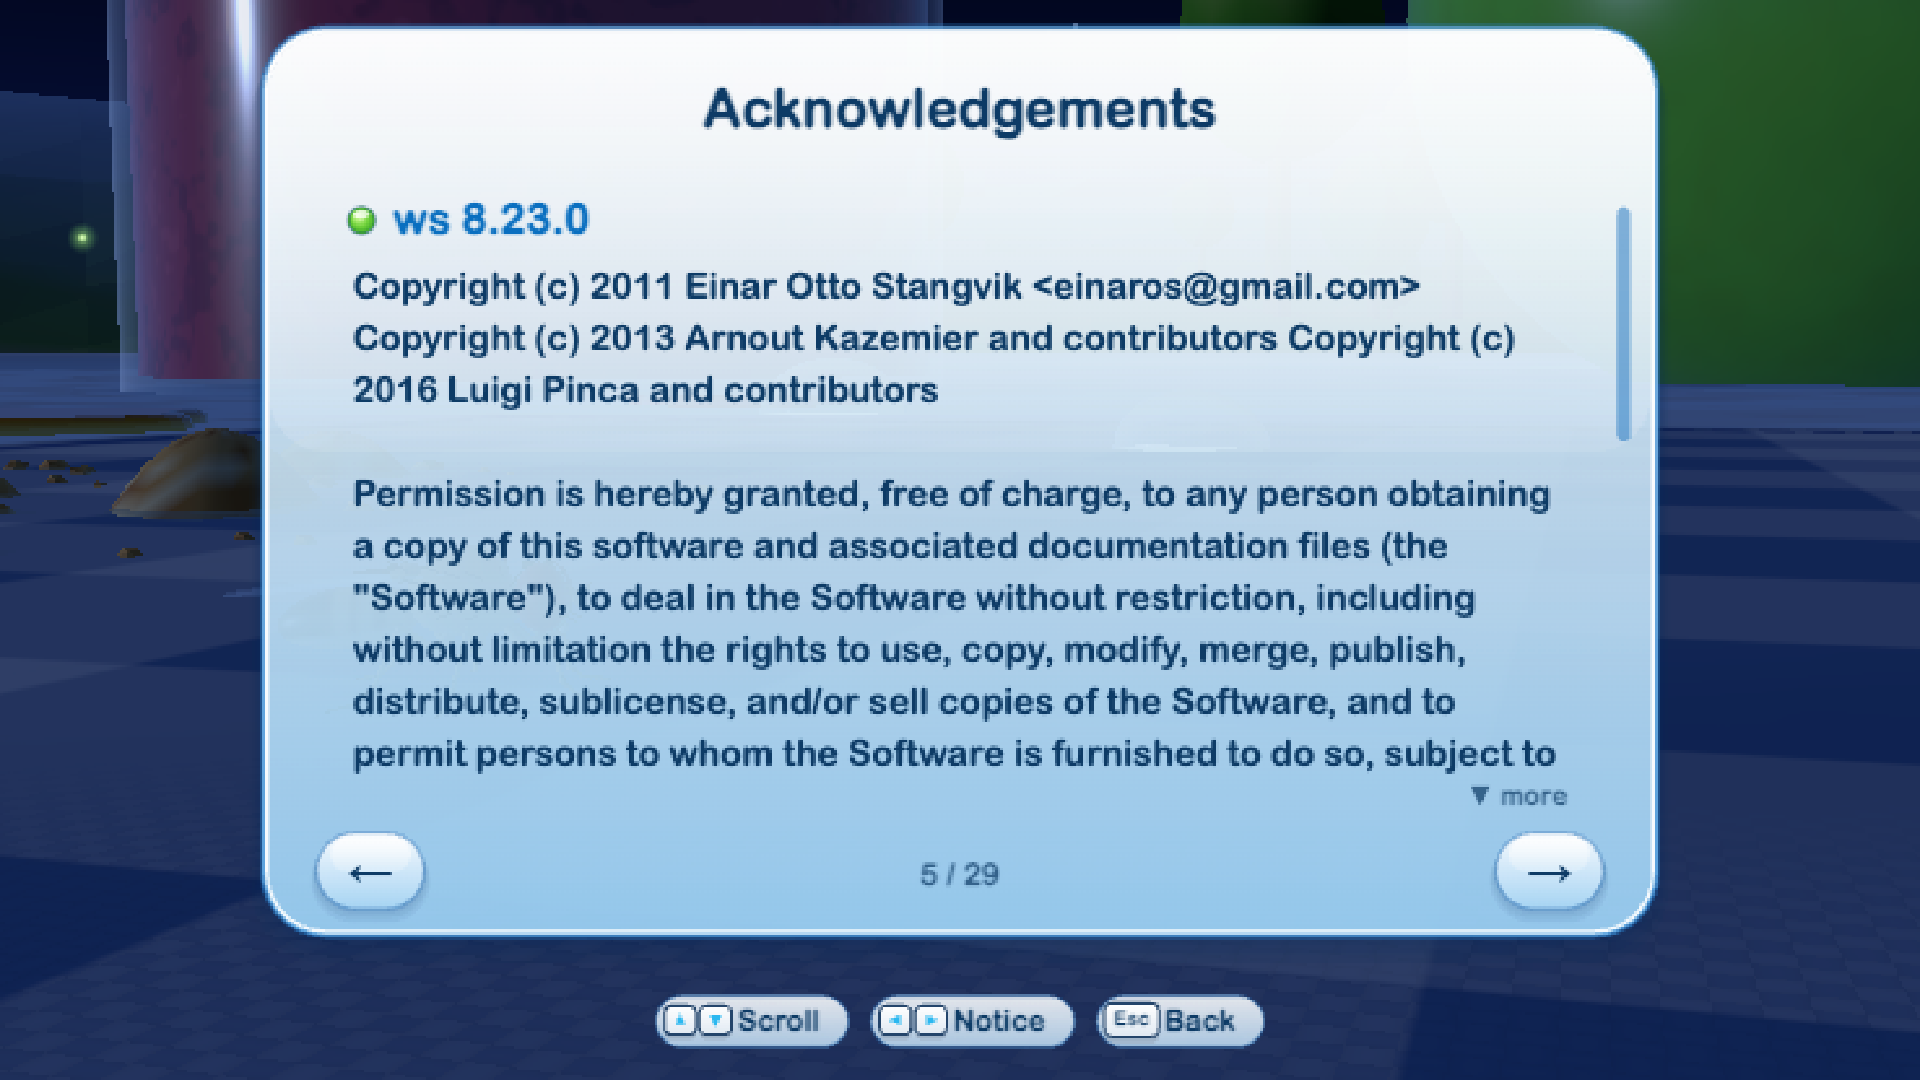 Acknowledgements
ws 8.23.0
Copyright (c) 2011 Einar Otto Stangvik <einaros@gmail.com>
Copyright (c) 2013 Arnout Kazemier and contributors Copyright (c)
2016 Luigi Pinca and contributors
Permission is hereby granted, free of charge, to any person obtaining
a copy of this software and associated documentation files (the
"Software"), to deal in the Software without restriction, including
without limitation the rights to use, copy, modify, merge, publish,
distribute, sublicense, and/or sell copies of the Software, and to
permit persons to whom the Software is furnished to do so, subject to
▼ more
← 5 / 29 →
▲ ▼ Scroll ◀ ▶ Notice Esc Back